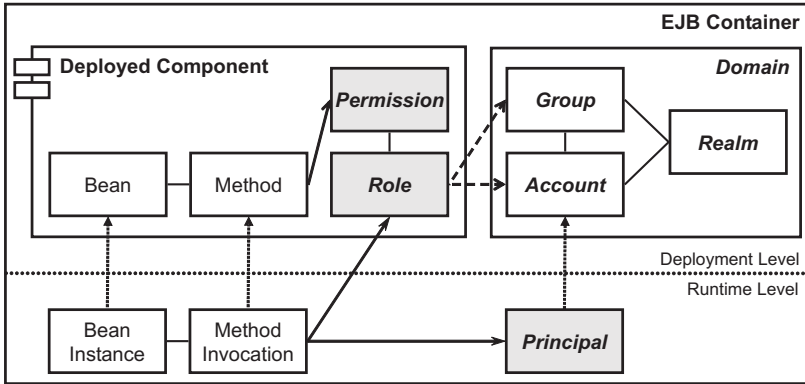 EJB Container
Deployed Component
Domain
Permission
Group
Realm
Bean
Method
Role
Account
Deployment Level
Runtime Level
Bean
Instance
Method
Invocation
Principal